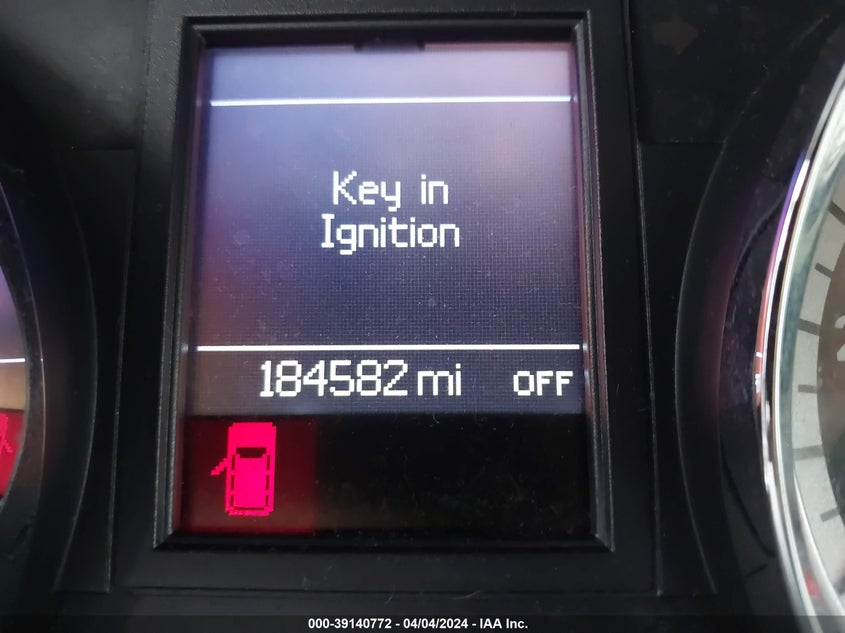 Key in
Ignition
184582 mi OFF
000-39140772 - 04/04/2024 - IAA Inc.